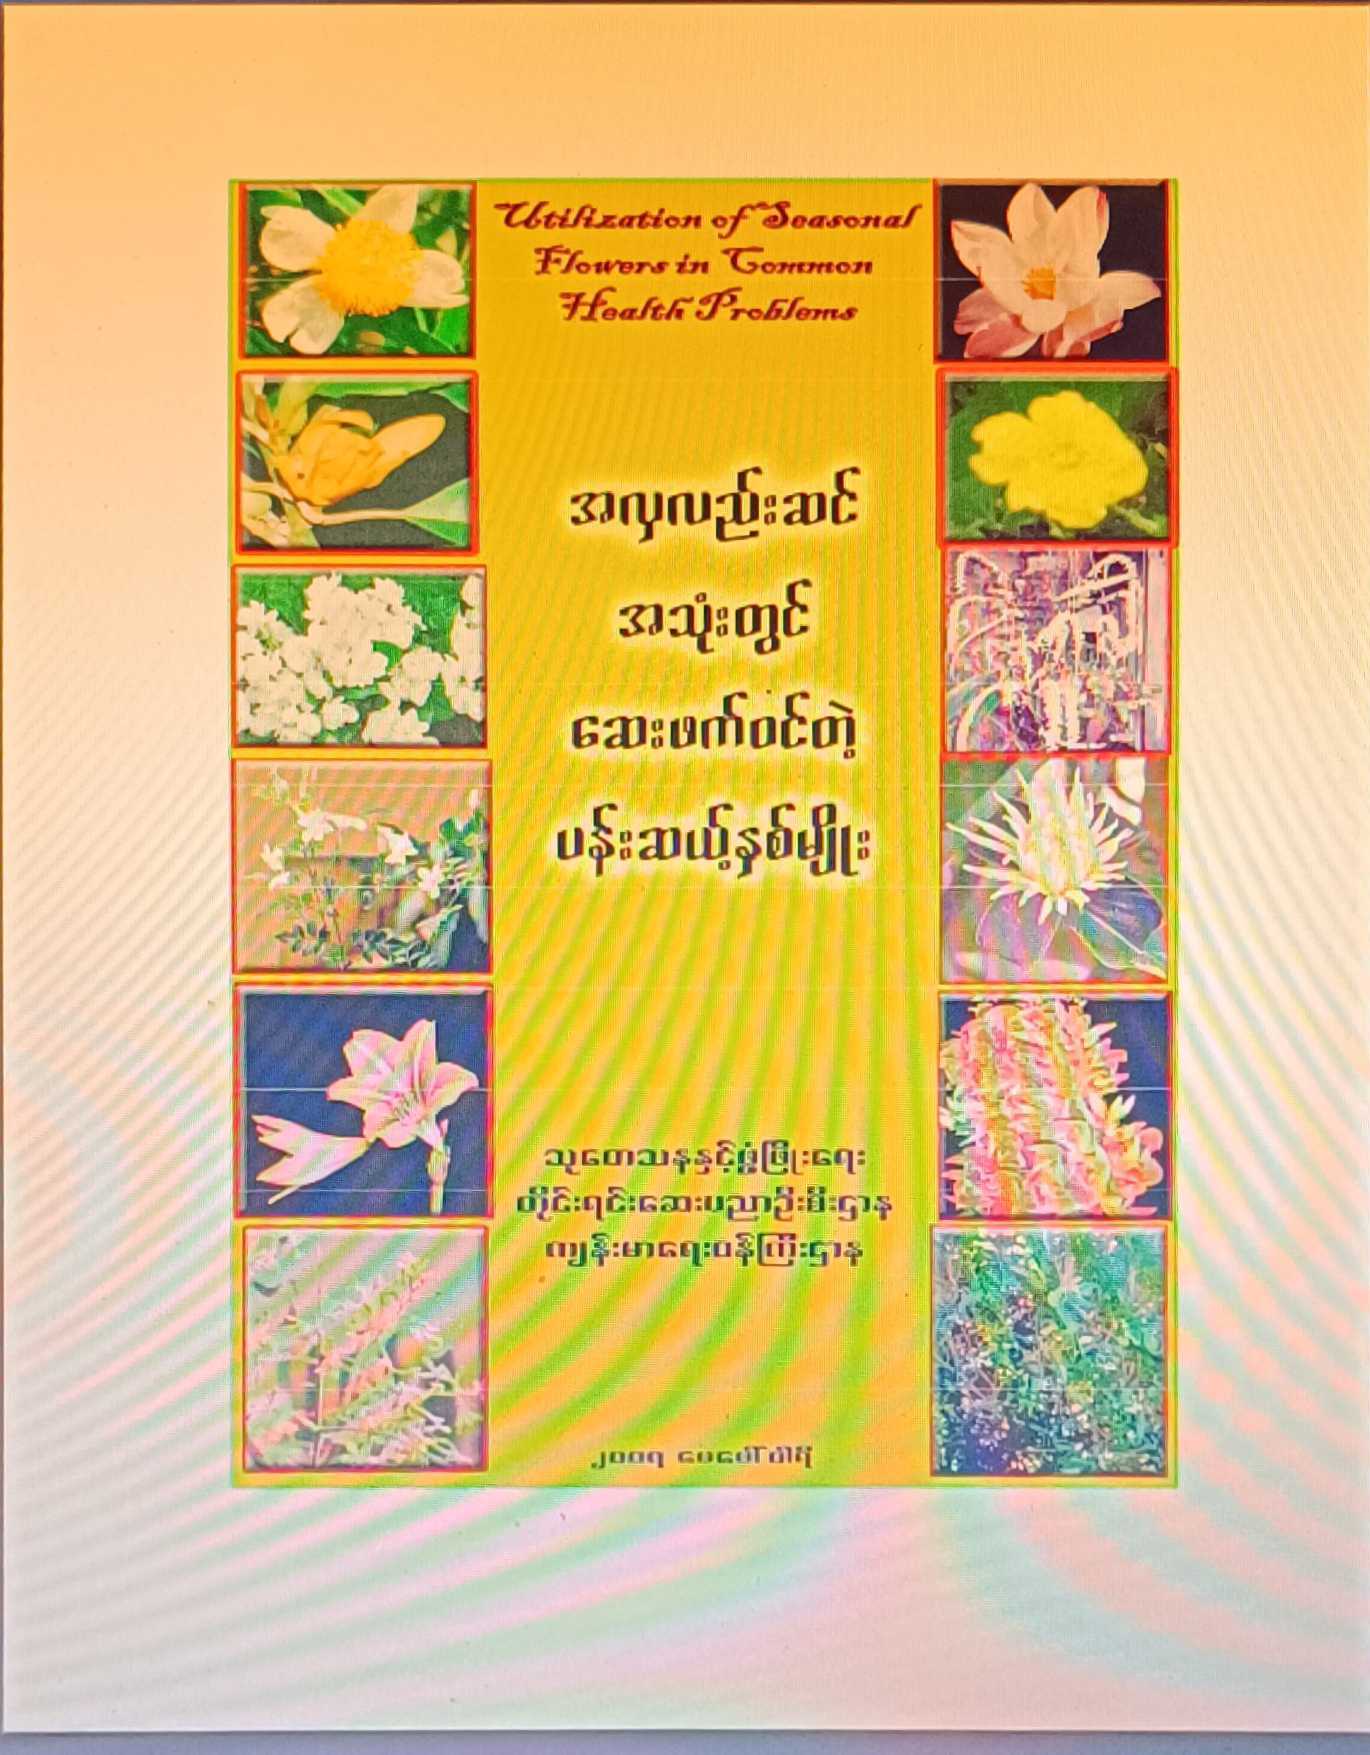 Utilization of Seasonal
Flowers in Common
Health Problems
အလှလည်းဆင်
အသုံးတွင်
ဆေးဖက်ဝင်တဲ့
ပန်းဆယ့်နှစ်မျိုး
သုတေသနနှင့်ဖွံ့ဖြိုးရေး
တိုင်းရင်းဆေးပညာဦးစီးဌာန
ကျန်းမာရေးဝန်ကြီးဌာန
၂၀၀၇ ဖေဖေါ်ဝါရီ